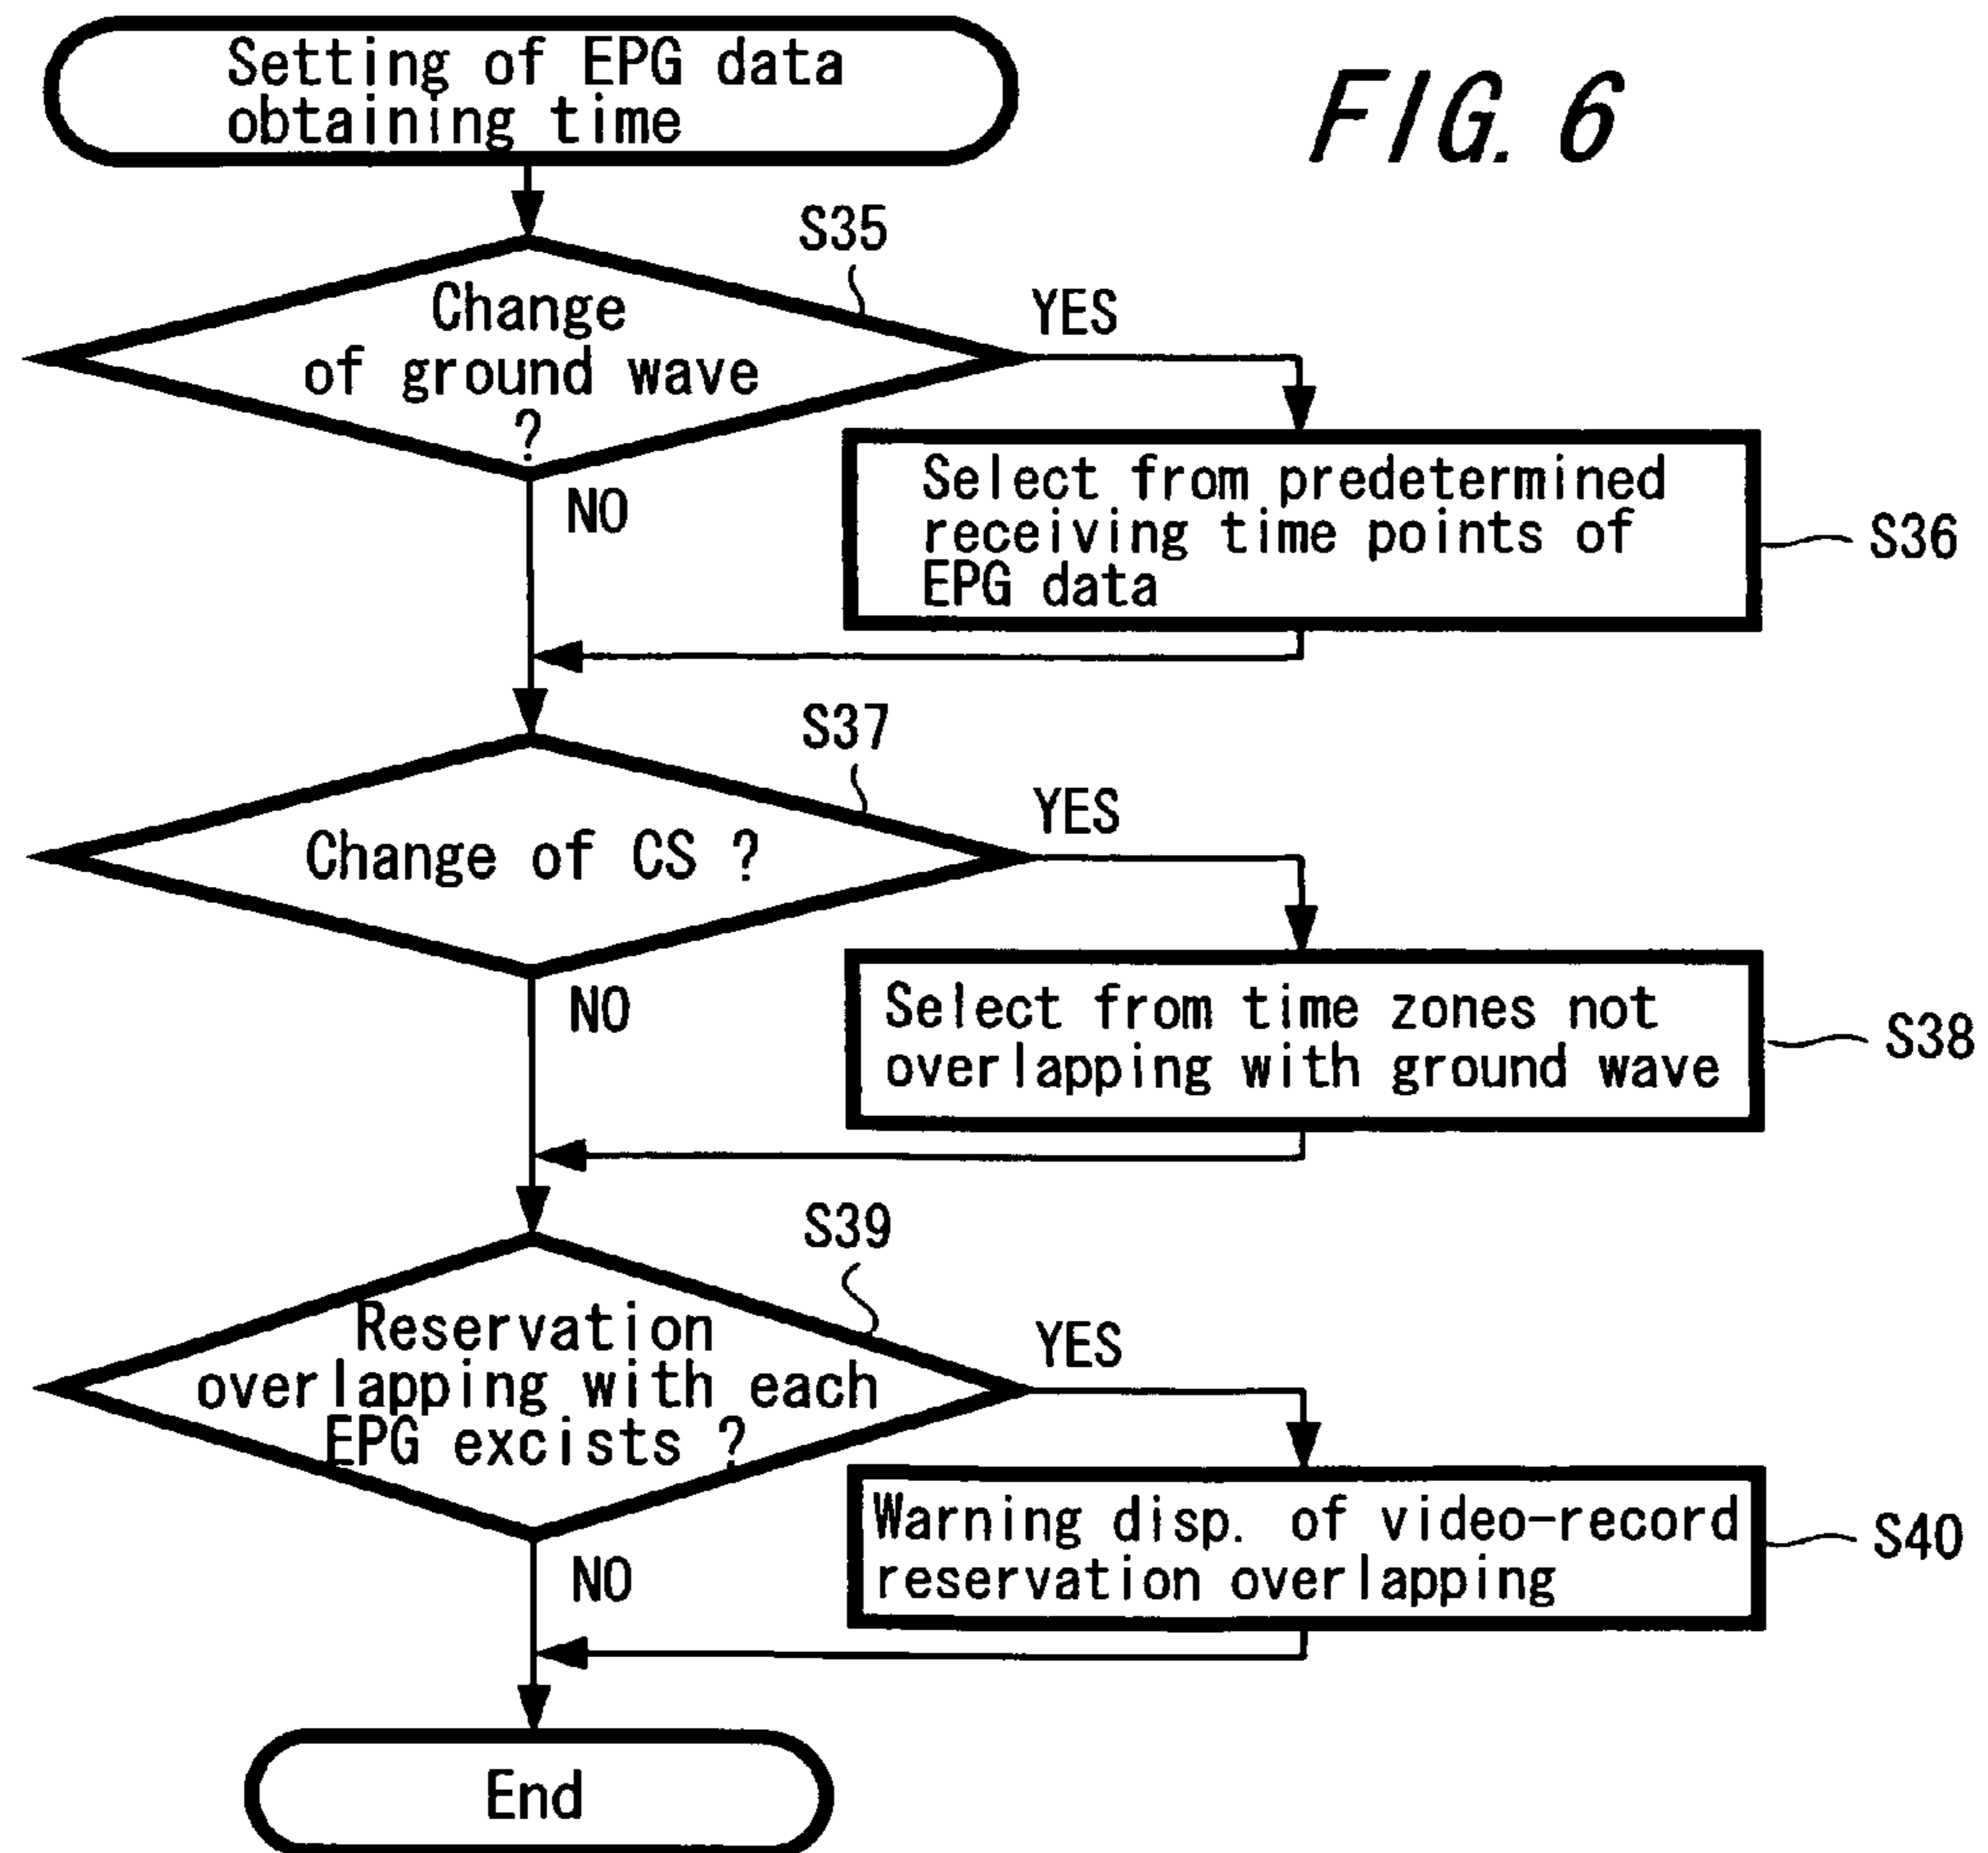 Setting of EPG data
obtaining time
FIG. 6
S35
Change
of ground wave
?
YES
NO
Select from predetermined
receiving time points of
EPG data
S36
S37
Change of CS ?
YES
NO
Select from time zones not
overlapping with ground wave
S38
S39
Reservation
overlapping with each
EPG excists ?
YES
NO
Warning disp. of video-record
reservation overlapping
S40
End